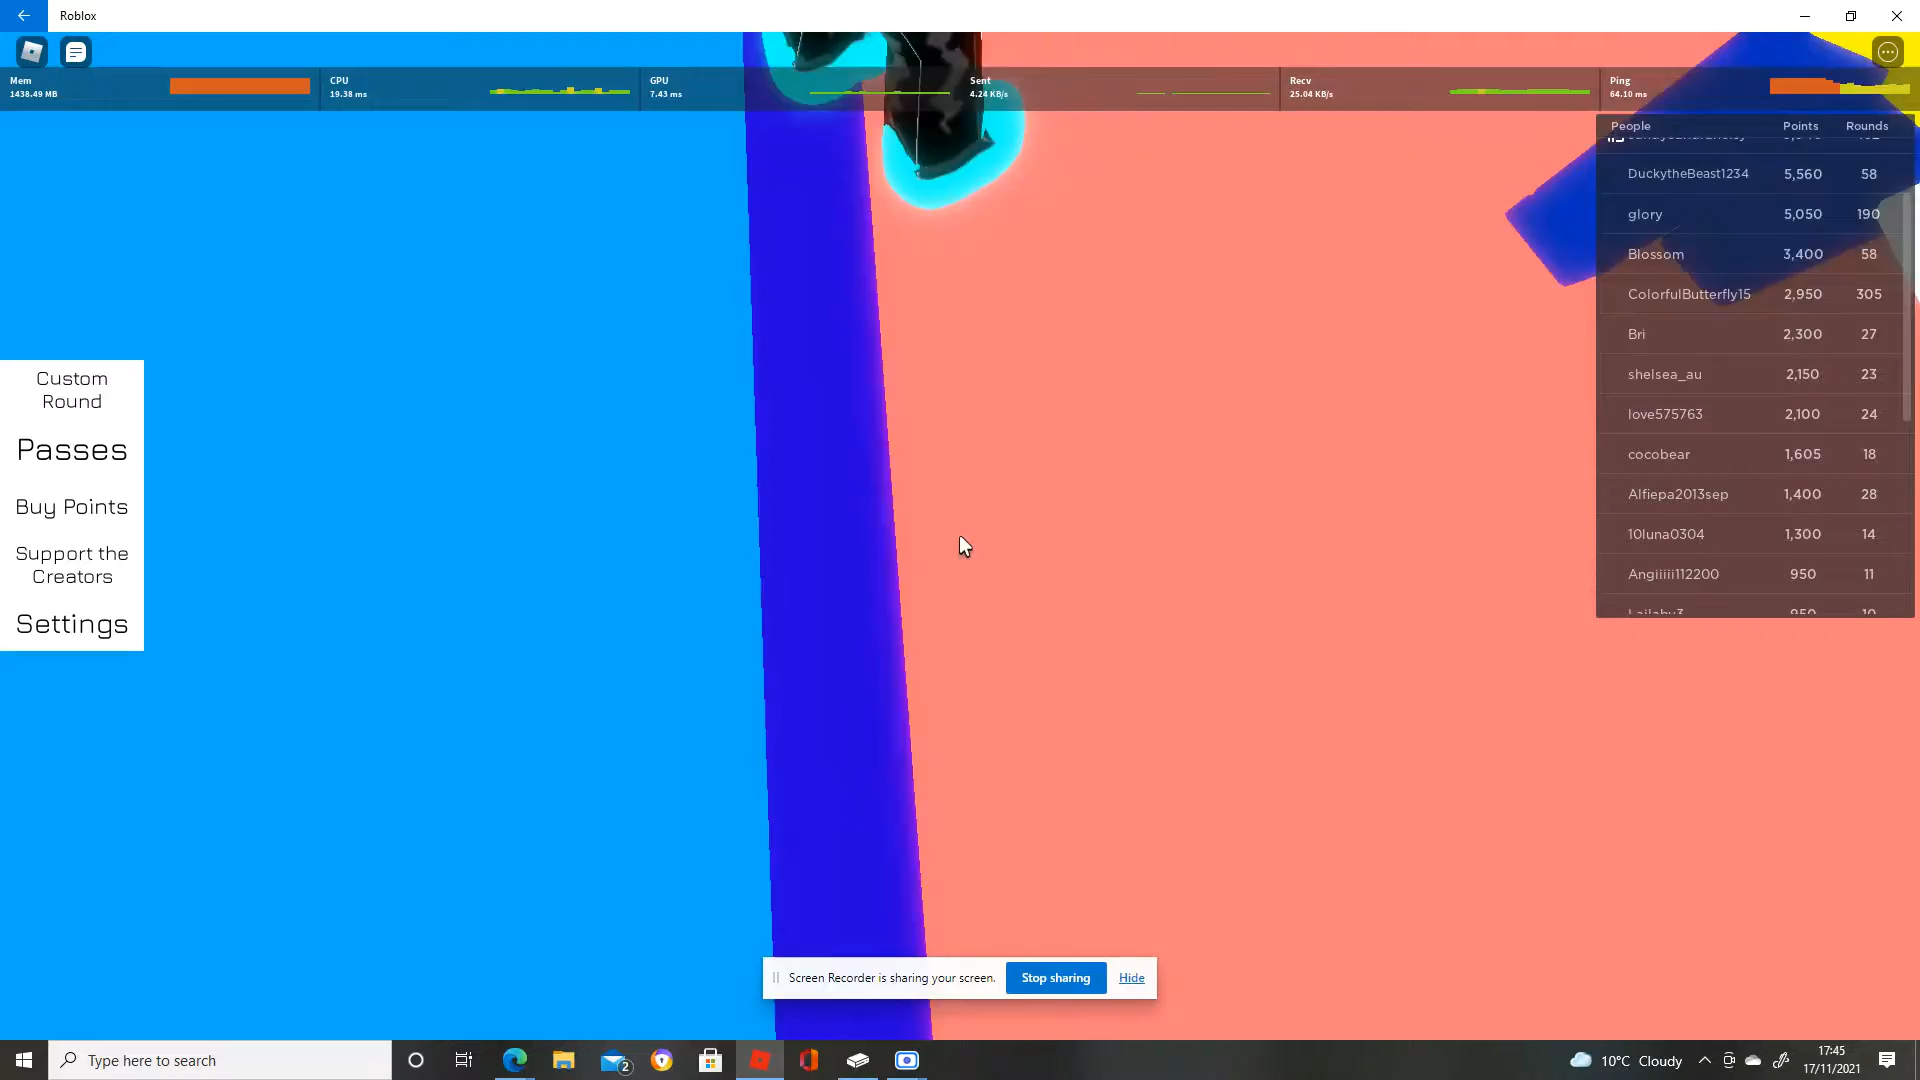 Roblox
Mem
1438.49 MB
CPU
19.38 ms
GPU
7.43 ms
Sent
4.24 KB/s
Recv
25.04 KB/s
Ping
64.10 ms
People Points Rounds
DuckytheBeast1234 5,560 58
glory 5,050 190
Blossom 3,400 58
ColorfulButterfly15 2,950 305
Bri 2,300 27
shelsea_au 2,150 23
love575763 2,100 24
cocobear 1,605 18
Alfiepa2013sep 1,400 28
10luna0304 1,300 14
Angiiiii112200 950 11
Custom
Round
Passes
Buy Points
Support the
Creators
Settings
Screen Recorder is sharing your screen. Stop sharing Hide
Type here to search
2
10°C Cloudy
17:45
17/11/2021